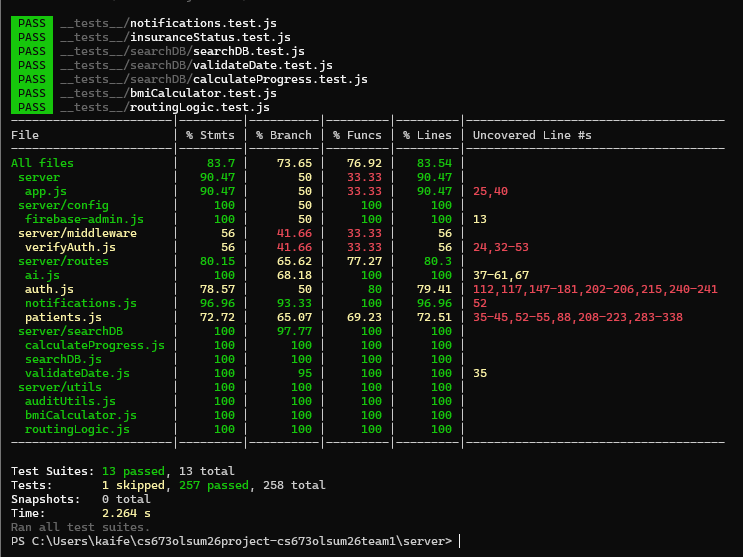 PASS __tests__/notifications.test.js
PASS __tests__/insuranceStatus.test.js
PASS __tests__/searchDB/searchDB.test.js
PASS __tests__/searchDB/validateDate.test.js
PASS __tests__/searchDB/calculateProgress.test.js
PASS __tests__/bmiCalculator.test.js
PASS __tests__/routingLogic.test.js
File | % Stmts | % Branch | % Funcs | % Lines | Uncovered Line #s
All files | 83.7 | 73.65 | 76.92 | 83.54 |
server | 90.47 | 50 | 33.33 | 90.47 |
app.js | 90.47 | 50 | 33.33 | 90.47 | 25,40
server/config | 100 | 50 | 100 | 100 |
firebase-admin.js | 100 | 50 | 100 | 100 | 13
server/middleware | 56 | 41.66 | 33.33 | 56 |
verifyAuth.js | 56 | 41.66 | 33.33 | 56 | 24,32-53
server/routes | 80.15 | 65.62 | 77.27 | 80.3 |
ai.js | 100 | 68.18 | 100 | 100 | 37-61,67
auth.js | 78.57 | 50 | 80 | 79.41 | 112,117,147-181,202-206,215,240-241
notifications.js | 96.96 | 93.33 | 100 | 96.96 | 52
patients.js | 72.72 | 65.07 | 69.23 | 72.51 | 35-45,52-55,88,208-223,283-338
server/searchDB | 100 | 97.77 | 100 | 100 |
calculateProgress.js | 100 | 100 | 100 | 100 |
searchDB.js | 100 | 100 | 100 | 100 |
validateDate.js | 100 | 95 | 100 | 100 | 35
server/utils | 100 | 100 | 100 | 100 |
auditUtils.js | 100 | 100 | 100 | 100 |
bmiCalculator.js | 100 | 100 | 100 | 100 |
routingLogic.js | 100 | 100 | 100 | 100 |
Test Suites: 13 passed, 13 total
Tests: 1 skipped, 257 passed, 258 total
Snapshots: 0 total
Time: 2.264 s
Ran all test suites.
PS C:\Users\kaife\cs673olsum26project-cs673olsum26team1\server>